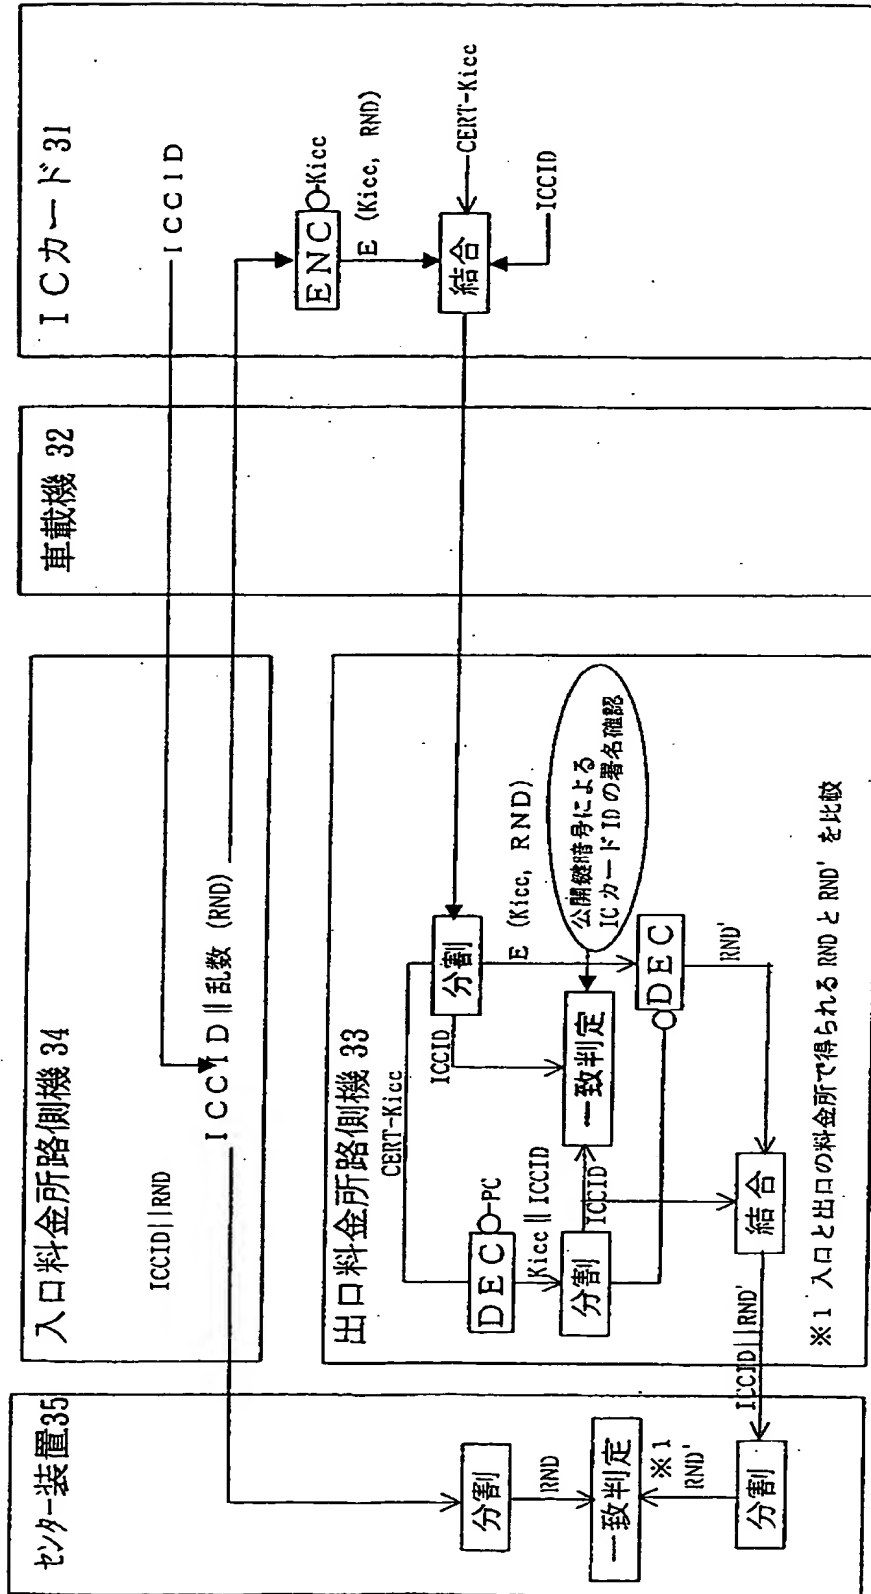 センター装置35
分割
RND
一致判定
※1
RND'
分割
入口料金所路側機 34
ICCID||RND
ICCID||乱数 (RND)
出口料金所路側機 33
CERT-Kicc
DEC
PC
Kicc||ICCID
分割
ICCID
ICCID
分割
E (Kicc, RND)
一致判定
公開鍵暗号による
ICカードIDの署名確認
DEC
RND'
結合
ICCID||RND'
※1 入口と出口の料金所で得られるRNDとRND'を比較
車載機 32
ICカード31
ICCID
ENC
Kicc
E (Kicc, RND)
結合
CERT-Kicc
ICCID